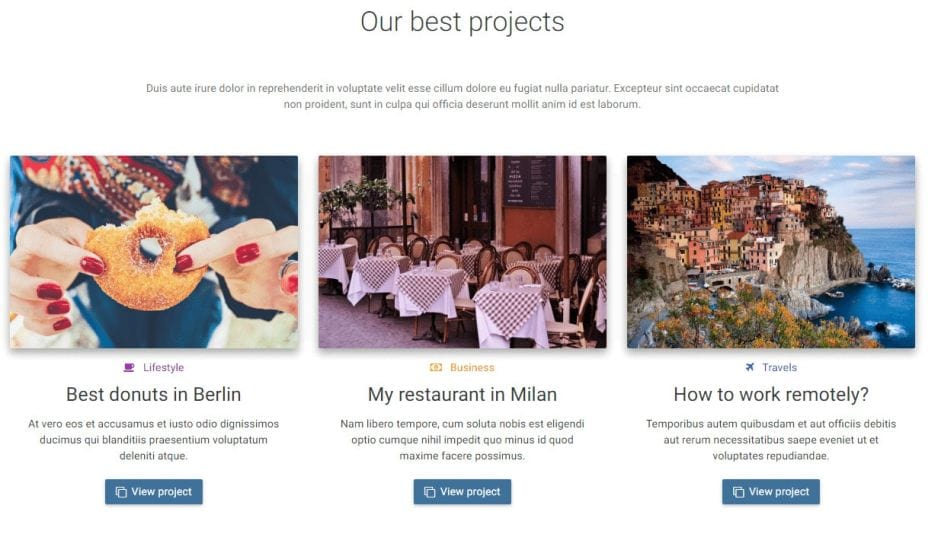 Our best projects
Duis aute irure dolor in reprehenderit in voluptate velit esse cillum dolore eu fugiat nulla pariatur. Excepteur sint occaecat cupidatat
non proident, sunt in culpa qui officia deserunt mollit anim id est laborum.
PIZZA
Lifestyle
Business
Travels
Best donuts in Berlin
My restaurant in Milan
How to work remotely?
At vero eos et accusamus et iusto odio dignissimos
ducimus qui blanditiis praesentium voluptatum
deleniti atque.
Nam libero tempore, cum soluta nobis est eligendi
optio cumque nihil impedit quo minus id quod
maxime facere possimus.
Temporibus autem quibusdam et aut officiis debitis
aut rerum necessitatibus saepe eveniet ut et
voluptates repudiandae.
View project
View project
View project